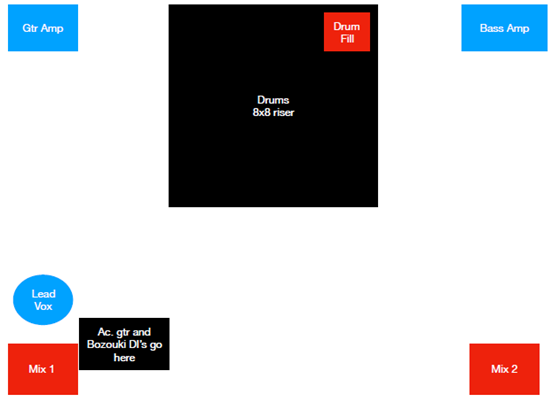 Gtr Amp
Drum
Fill
Bass Amp
Drums
8x8 riser
Lead
Vox
Ac. gtr and
Bozouki DI's go
here
Mix 1
Mix 2